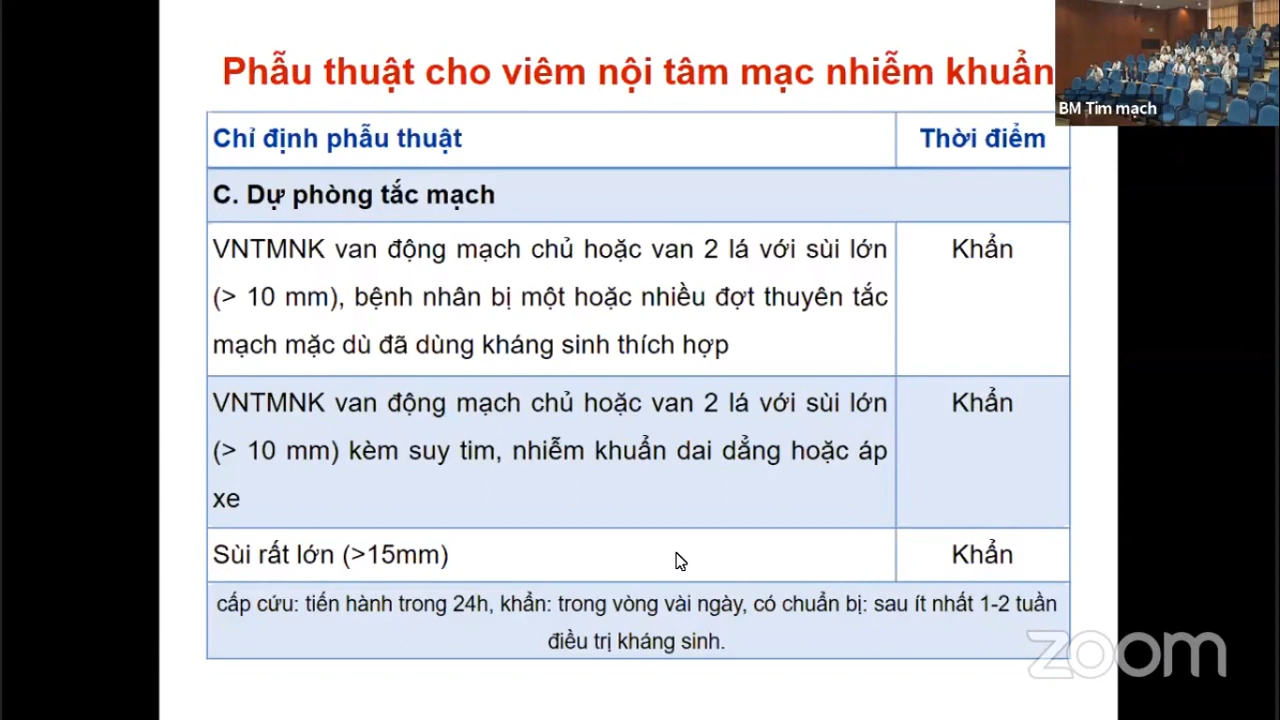 Phẫu thuật cho viêm nội tâm mạc nhiễm khuẩn
BM Tim mạch
Chỉ định phẫu thuật
Thời điểm
C. Dự phòng tắc mạch
VNTMNK van động mạch chủ hoặc van 2 lá với sùi lớn
(> 10 mm), bệnh nhân bị một hoặc nhiều đợt thuyên tắc
mạch mặc dù đã dùng kháng sinh thích hợp
Khẩn
VNTMNK van động mạch chủ hoặc van 2 lá với sùi lớn
(> 10 mm) kèm suy tim, nhiễm khuẩn dai dẳng hoặc áp
xe
Khẩn
Sùi rất lớn (>15mm)
Khẩn
cấp cứu: tiến hành trong 24h, khẩn: trong vòng vài ngày, có chuẩn bị: sau ít nhất 1-2 tuần
điều trị kháng sinh.
zoom